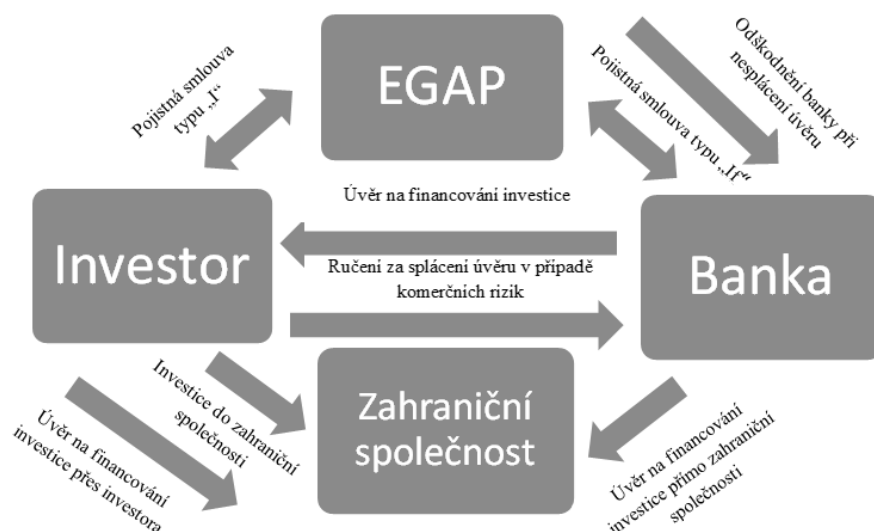 EGAP
Pojistná smlouva
typu „I“
Pojistná smlouva typu „If“
Odškodnění banky při
nesplácení úvěru
Úvěr na financování investice
Investor
Banka
Ručení za splácení úvěru v případě
komerčních rizik
Investice do zahraniční
společnosti
Zahraniční
společnost
Úvěr na financování
investice přes investora
Úvěr na financování
investice přímo zahraniční
společnosti